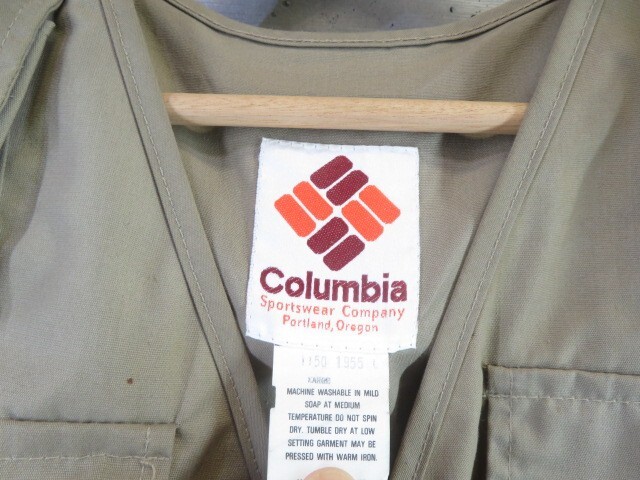 Columbia
Sportswear Company
Portland, Oregon
1955
MACHINE WASHABLE IN MILD
SOAP AT MEDIUM
TEMPERATURE DO NOT SPIN
DRY. TUMBLE DRY AT LOW
SETTING GARMENT MAY BE
PRESSED WITH WARM IRON.